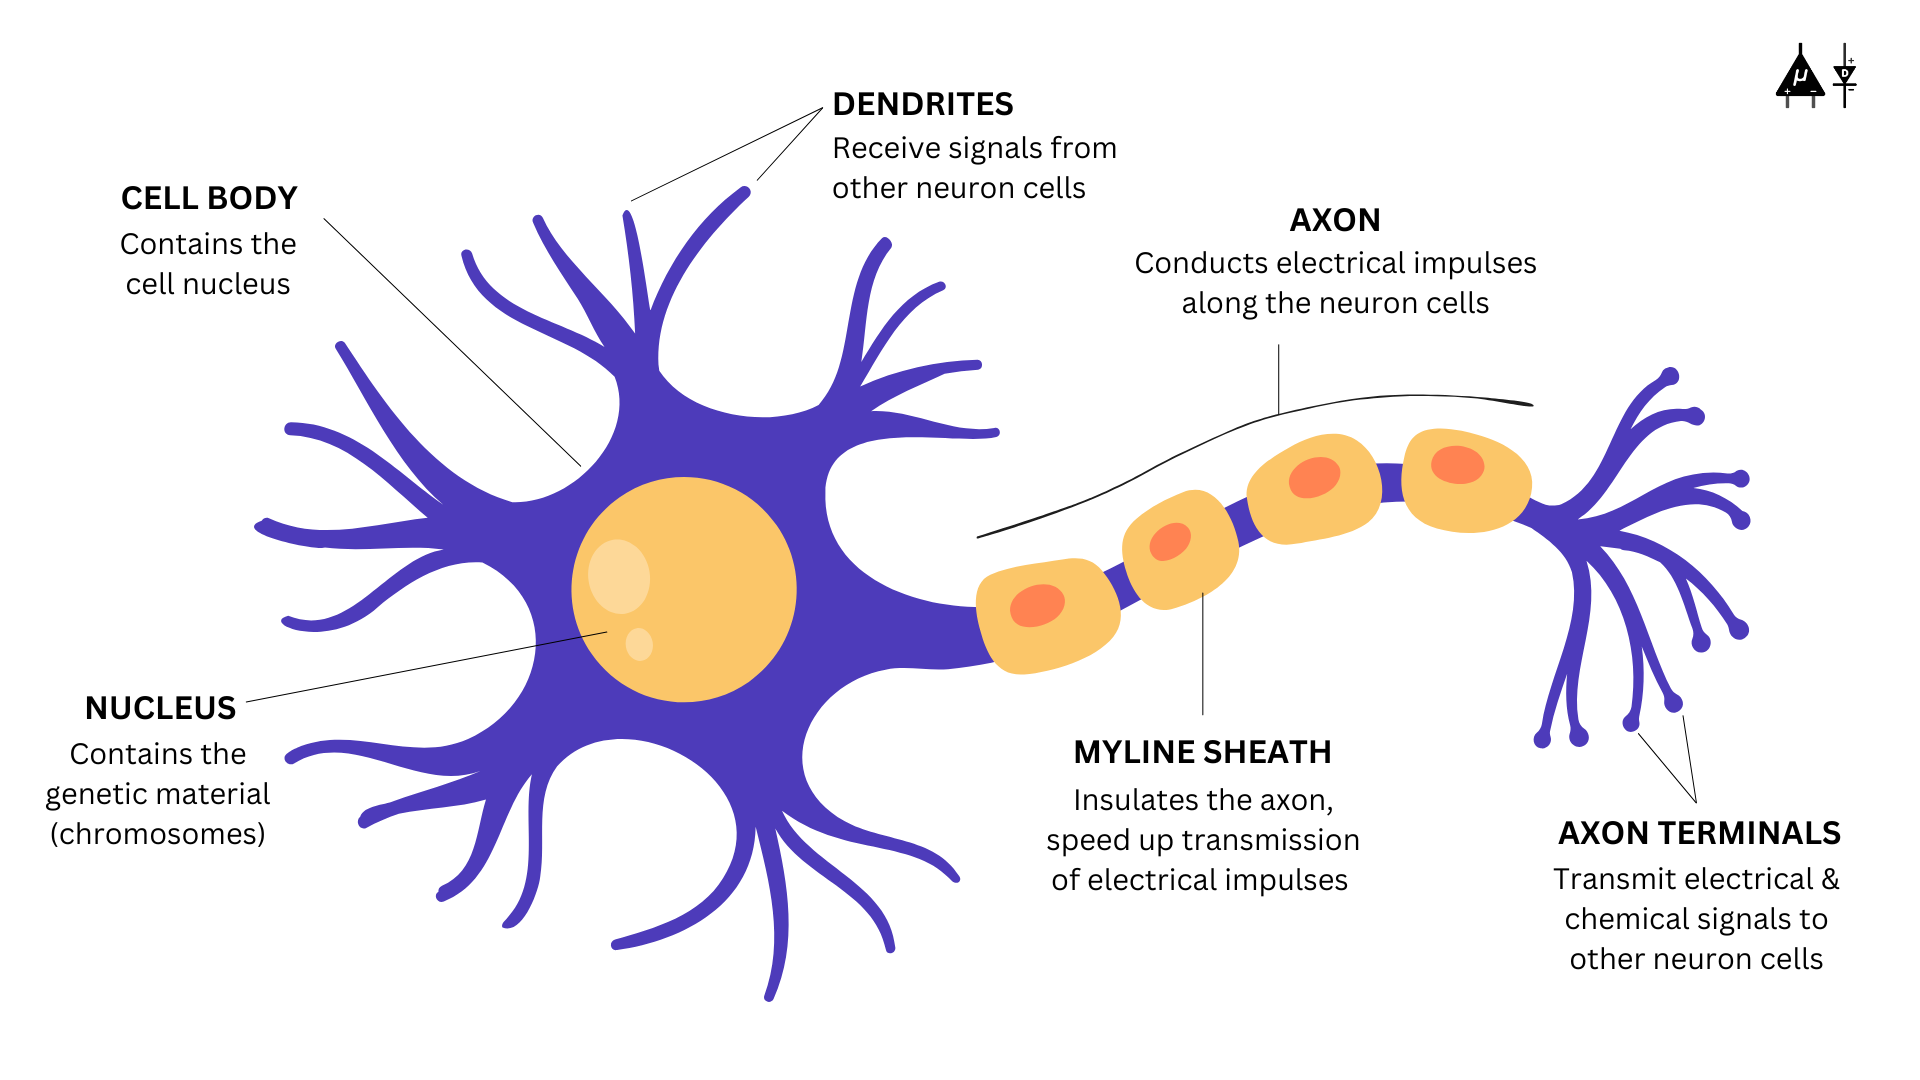 DENDRITES
Receive signals from
other neuron cells
CELL BODY
Contains the
cell nucleus
AXON
Conducts electrical impulses
along the neuron cells
NUCLEUS
Contains the
genetic material
(chromosomes)
MYLINE SHEATH
Insulates the axon,
speed up transmission
of electrical impulses
AXON TERMINALS
Transmit electrical &
chemical signals to
other neuron cells
μ
+ −
D
+
−